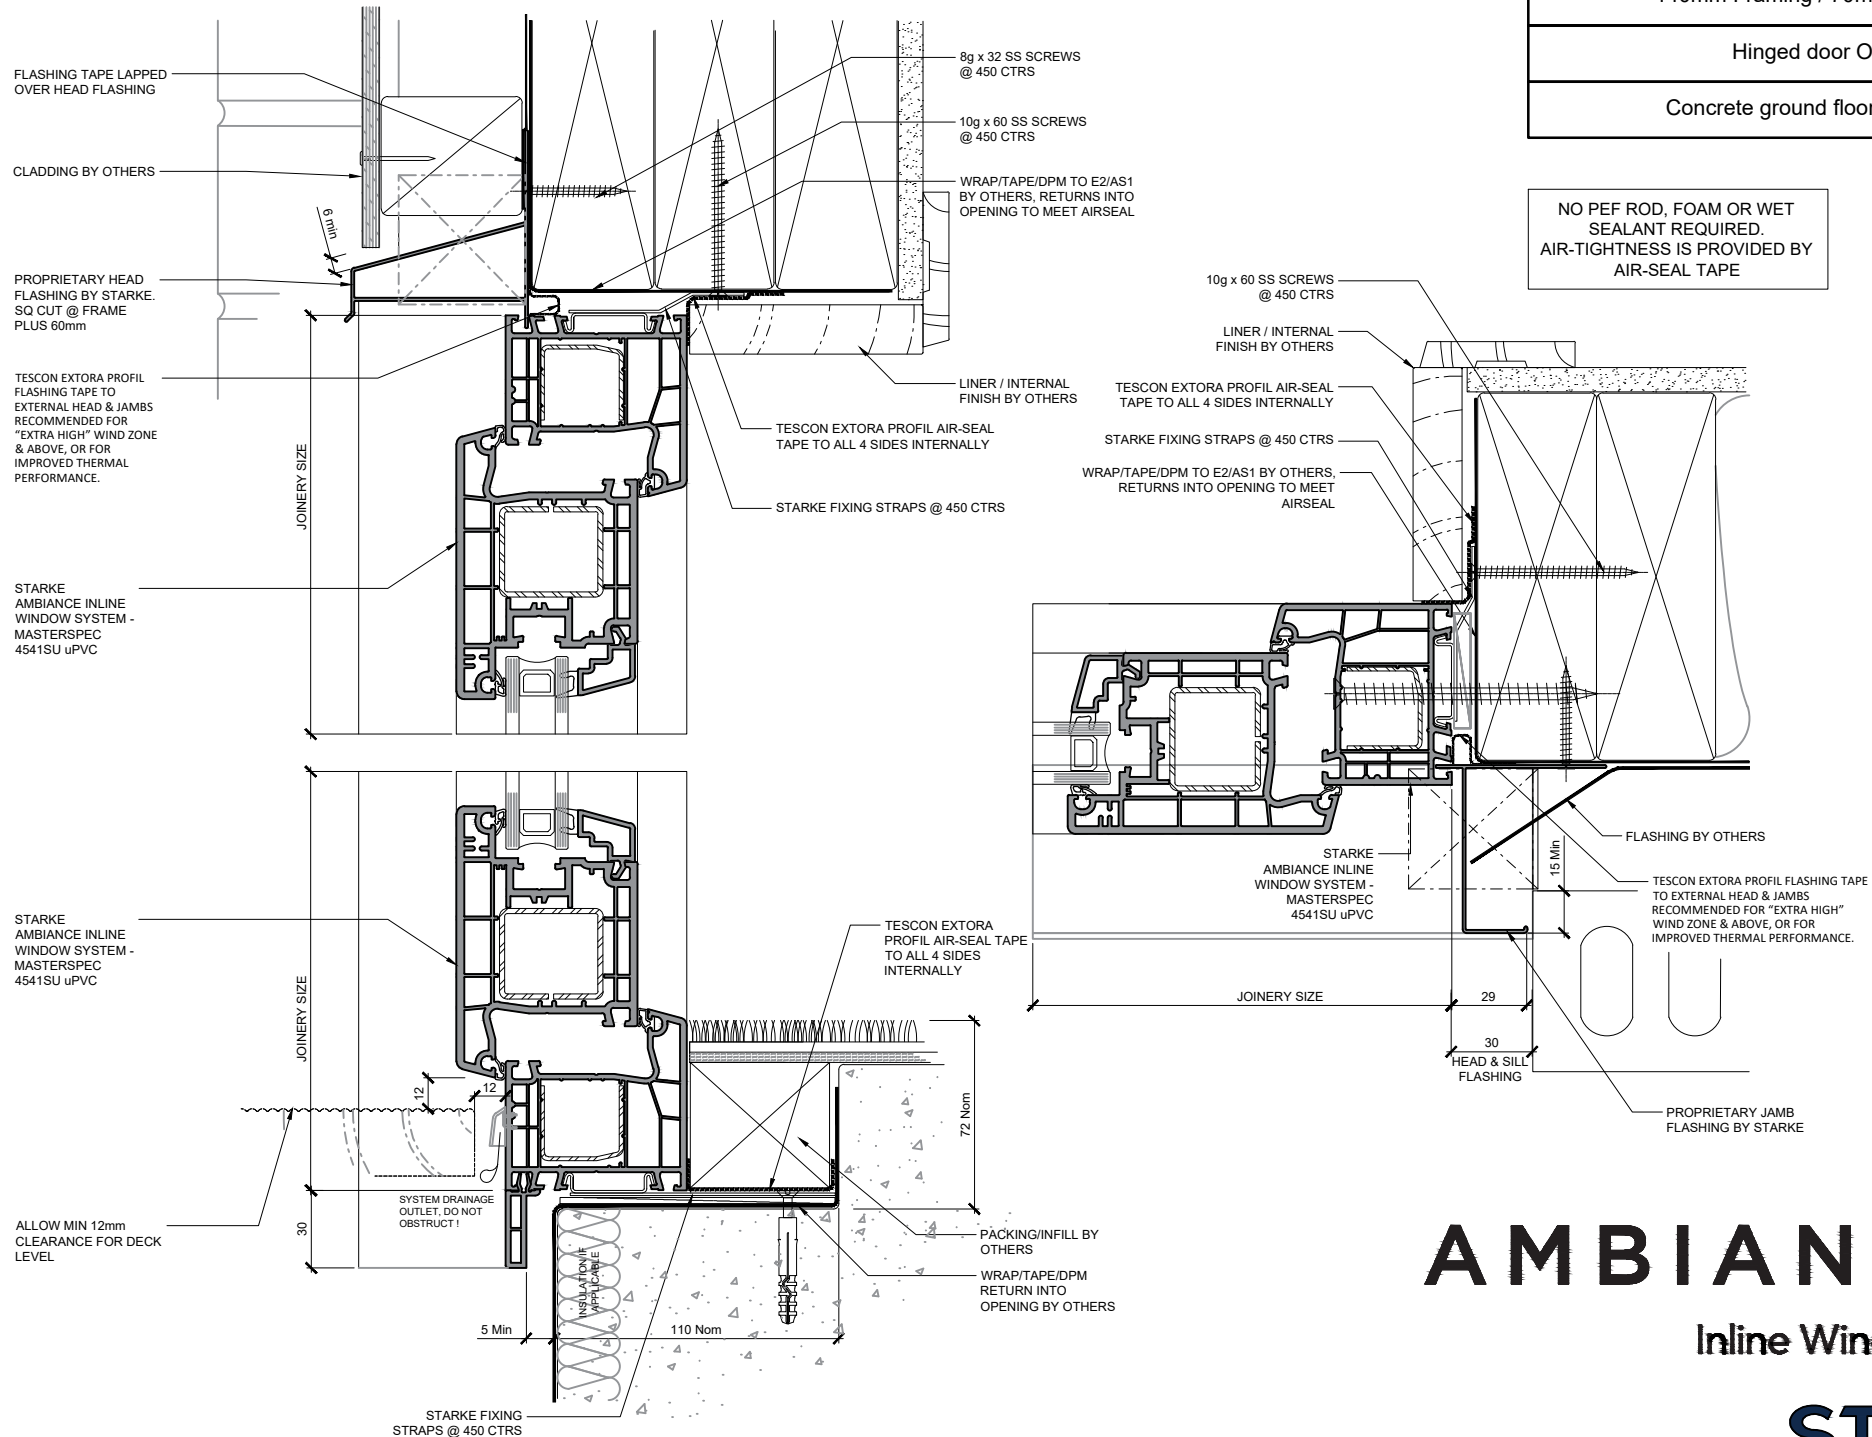 Hinged door O
Concrete ground floor
NO PEF ROD, FOAM OR WET
SEALANT REQUIRED.
AIR-TIGHTNESS IS PROVIDED BY
AIR-SEAL TAPE
FLASHING TAPE LAPPED
OVER HEAD FLASHING
CLADDING BY OTHERS
6 min
PROPRIETARY HEAD
FLASHING BY STARKE.
SQ CUT @ FRAME
PLUS 60mm
TESCON EXTORA PROFIL
FLASHING TAPE TO
EXTERNAL HEAD & JAMBS
RECOMMENDED FOR
"EXTRA HIGH" WIND ZONE
& ABOVE, OR FOR
IMPROVED THERMAL
PERFORMANCE.
JOINERY SIZE
STARKE
AMBIANCE INLINE
WINDOW SYSTEM -
MASTERSPEC
4541SU uPVC
8g x 32 SS SCREWS
@ 450 CTRS
10g x 60 SS SCREWS
@ 450 CTRS
WRAP/TAPE/DPM TO E2/AS1
BY OTHERS, RETURNS INTO
OPENING TO MEET AIRSEAL
LINER / INTERNAL
FINISH BY OTHERS
TESCON EXTORA PROFIL AIR-SEAL
TAPE TO ALL 4 SIDES INTERNALLY
STARKE FIXING STRAPS @ 450 CTRS
STARKE
AMBIANCE INLINE
WINDOW SYSTEM -
MASTERSPEC
4541SU uPVC
JOINERY SIZE
TESCON EXTORA
PROFIL AIR-SEAL TAPE
TO ALL 4 SIDES
INTERNALLY
12
12
72 Nom
SYSTEM DRAINAGE
OUTLET, DO NOT
OBSTRUCT !
ALLOW MIN 12mm
CLEARANCE FOR DECK
LEVEL
30
INSULATION IF
APPLICABLE
PACKING/INFILL BY
OTHERS
WRAP/TAPE/DPM
RETURN INTO
OPENING BY OTHERS
5 Min
110 Nom
STARKE FIXING
STRAPS @ 450 CTRS
10g x 60 SS SCREWS
@ 450 CTRS
LINER / INTERNAL
FINISH BY OTHERS
TESCON EXTORA PROFIL AIR-SEAL
TAPE TO ALL 4 SIDES INTERNALLY
STARKE FIXING STRAPS @ 450 CTRS
WRAP/TAPE/DPM TO E2/AS1 BY OTHERS,
RETURNS INTO OPENING TO MEET
AIRSEAL
STARKE
AMBIANCE INLINE
WINDOW SYSTEM -
MASTERSPEC
4541SU uPVC
FLASHING BY OTHERS
15 Min
TESCON EXTORA PROFIL FLASHING TAPE
TO EXTERNAL HEAD & JAMBS
RECOMMENDED FOR "EXTRA HIGH"
WIND ZONE & ABOVE, OR FOR
IMPROVED THERMAL PERFORMANCE.
JOINERY SIZE
29
30
HEAD & SILL
FLASHING
PROPRIETARY JAMB
FLASHING BY STARKE
AMBIAN
Inline Win
ST